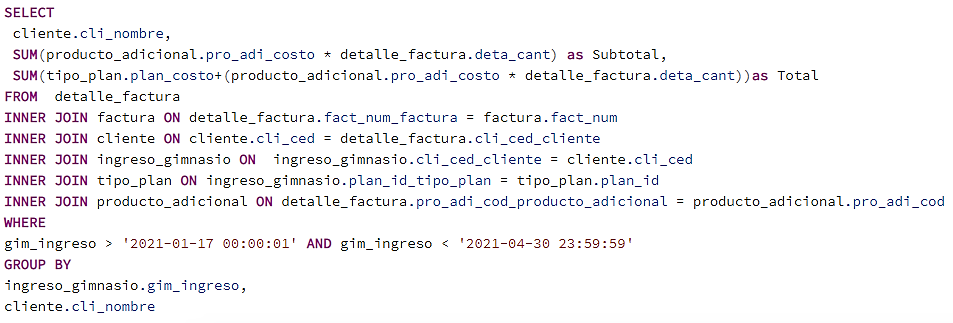 SELECT
cliente.cli_nombre,
SUM(producto_adicional.pro_adi_costo * detalle_factura.deta_cant) as Subtotal,
SUM(tipo_plan.plan_costo+(producto_adicional.pro_adi_costo * detalle_factura.deta_cant))as Total
FROM  detalle_factura
INNER JOIN factura ON detalle_factura.fact_num_factura = factura.fact_num
INNER JOIN cliente ON cliente.cli_ced = detalle_factura.cli_ced_cliente
INNER JOIN ingreso_gimnasio ON  ingreso_gimnasio.cli_ced_cliente = cliente.cli_ced
INNER JOIN tipo_plan ON ingreso_gimnasio.plan_id_tipo_plan = tipo_plan.plan_id
INNER JOIN producto_adicional ON detalle_factura.pro_adi_cod_producto_adicional = producto_adicional.pro_adi_cod
WHERE
gim_ingreso > '2021-01-17 00:00:01' AND gim_ingreso < '2021-04-30 23:59:59'
GROUP BY
ingreso_gimnasio.gim_ingreso,
cliente.cli_nombre